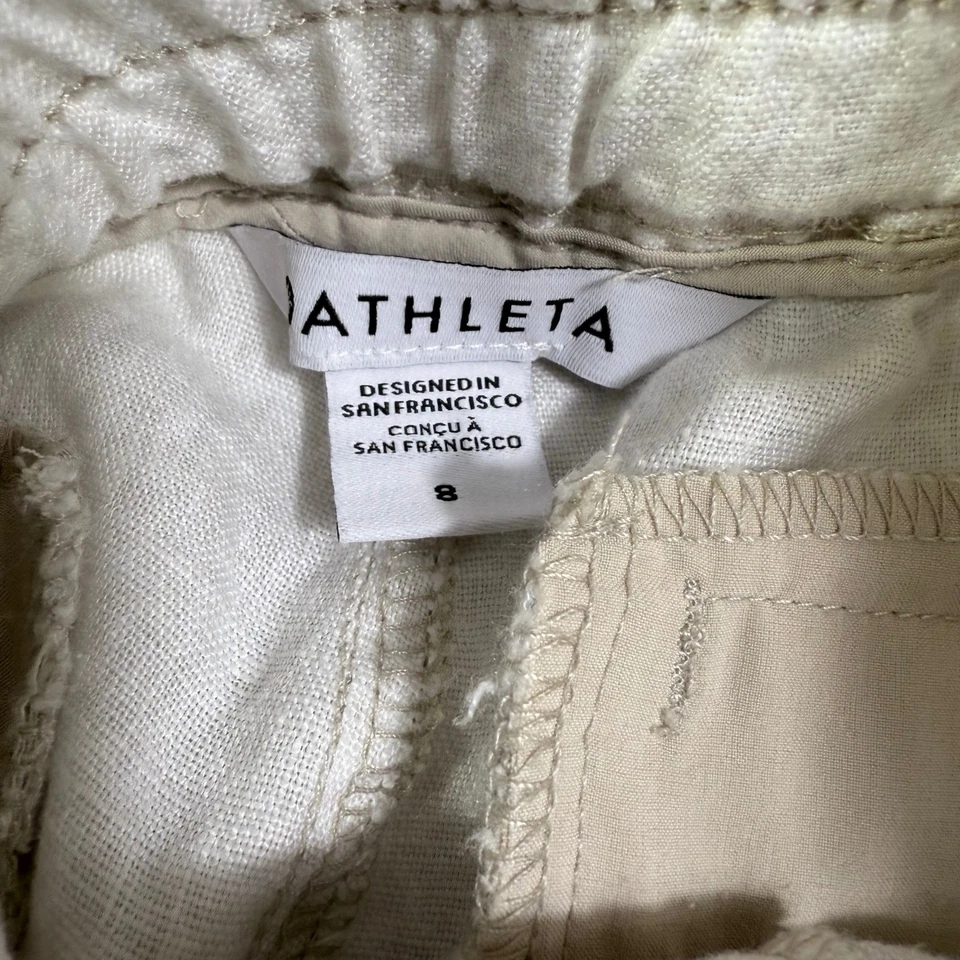 ATHLETA
DESIGNED IN
SAN FRANCISCO
CONÇU À
SAN FRANCISCO
8